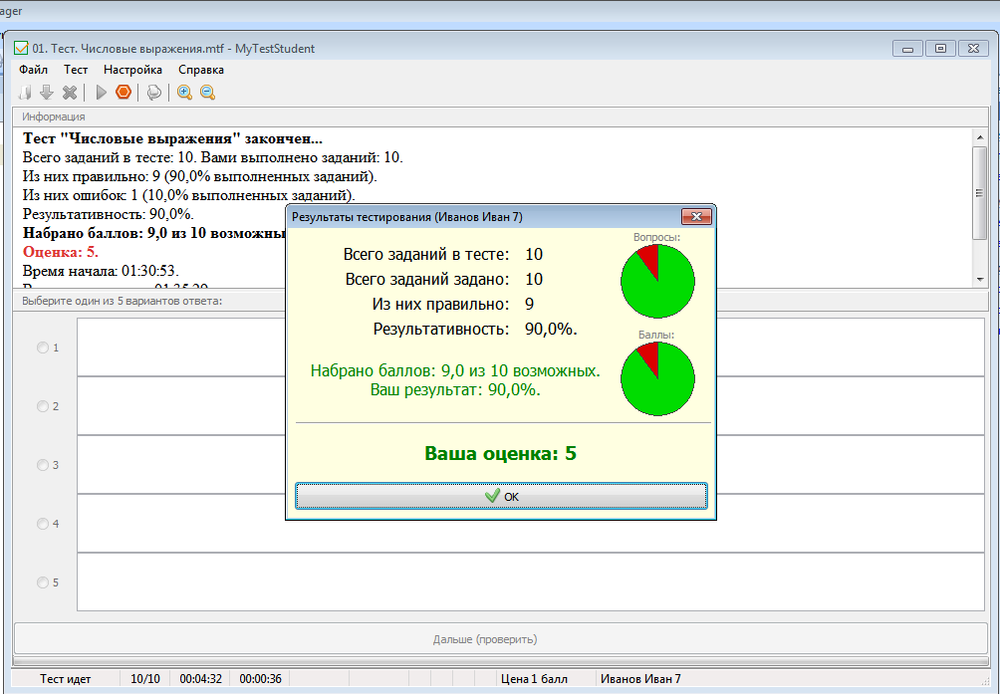 ager
01. Тест. Числовые выражения.mtf - MyTestStudent
Файл Тест Настройка Справка
Информация
Тест "Числовые выражения" закончен...
Всего заданий в тесте: 10. Вами выполнено заданий: 10.
Из них правильно: 9 (90,0% выполненных заданий).
Из них ошибок: 1 (10,0% выполненных заданий).
Результативность: 90,0%.
Набрано баллов: 9,0 из 10 возможны
Оценка: 5.
Время начала: 01:30:53.
Выберите один из 5 вариантов ответа:
1
2
3
4
5
Результаты тестирования (Иванов Иван 7)
Всего заданий в тесте: 10
Всего заданий задано: 10
Из них правильно: 9
Результативность: 90,0%.
Вопросы:
Баллы:
Набрано баллов: 9,0 из 10 возможных.
Ваш результат: 90,0%.
Ваша оценка: 5
OK
Дальше (проверить)
Тест идет 10/10 00:04:32 00:00:36 Цена 1 балл Иванов Иван 7